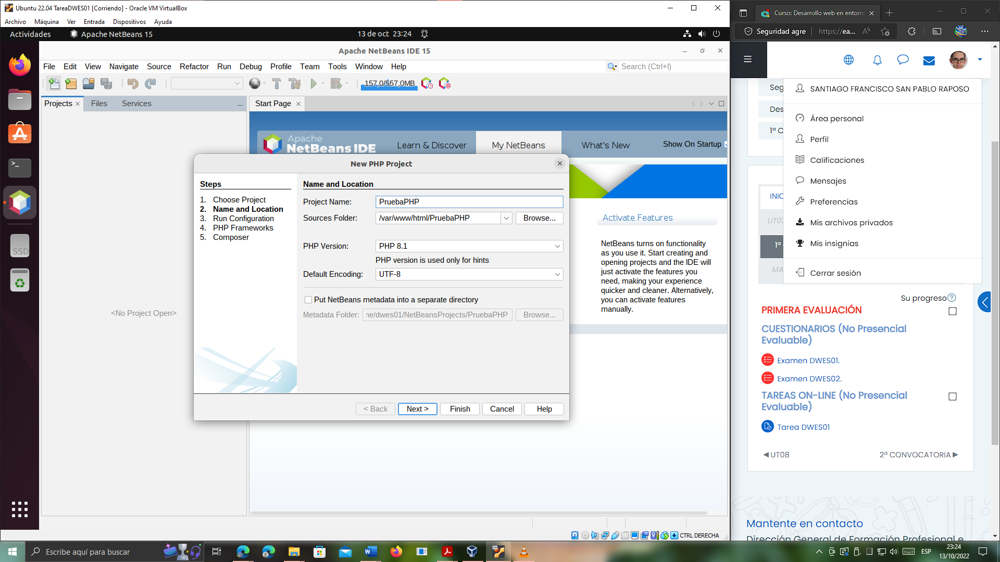 Ubuntu 22.04 TareaDWES01 [Corriendo] - Oracle VM VirtualBox
Archivo Máquina Ver Entrada Dispositivos Ayuda
Actividades Apache NetBeans 15 13 de oct 23:24
Apache NetBeans IDE 15
File Edit View Navigate Source Refactor Run Debug Profile Team Tools Window Help
Search (Ctrl+I)
157,0/557,0MB
Projects Files Services
Start Page
<No Project Open>
SSD
Apache
NetBeans IDE
Learn & Discover My NetBeans What's New Show On Startup
Activate Features
NetBeans turns on functionality
as you use it. Start creating and
opening projects and the IDE will
just activate the features you
need, making your experience
quicker and cleaner. Alternatively,
you can activate features
manually.
New PHP Project
Steps
1. Choose Project
2. Name and Location
3. Run Configuration
4. PHP Frameworks
5. Composer
Name and Location
Project Name: PruebaPHP
Sources Folder: /var/www/html/PruebaPHP Browse...
PHP Version: PHP 8.1
PHP version is used only for hints
Default Encoding: UTF-8
Put NetBeans metadata into a separate directory
Metadata Folder: ne/dwes01/NetBeansProjects/PruebaPHP Browse...
< Back Next > Finish Cancel Help
CTRL DERECHA
Curso: Desarrollo web en entorn
Seguridad agre https://ea...
Seg
Des
1ª C
SANTIAGO FRANCISCO SAN PABLO RAPOSO
Área personal
Perfil
Calificaciones
Mensajes
Preferencias
Mis archivos privados
Mis insignias
Cerrar sesión
INIC
UT03
1ª
MA
Su progreso
PRIMERA EVALUACIÓN
CUESTIONARIOS (No Presencial
Evaluable)
Examen DWES01.
Examen DWES02.
TAREAS ON-LINE (No Presencial
Evaluable)
Tarea DWES01
◀UT08 2ª CONVOCATORIA▶
Mantente en contacto
Dirección General de Formación Profesional e
Escribe aquí para buscar
ESP
23:24
13/10/2022